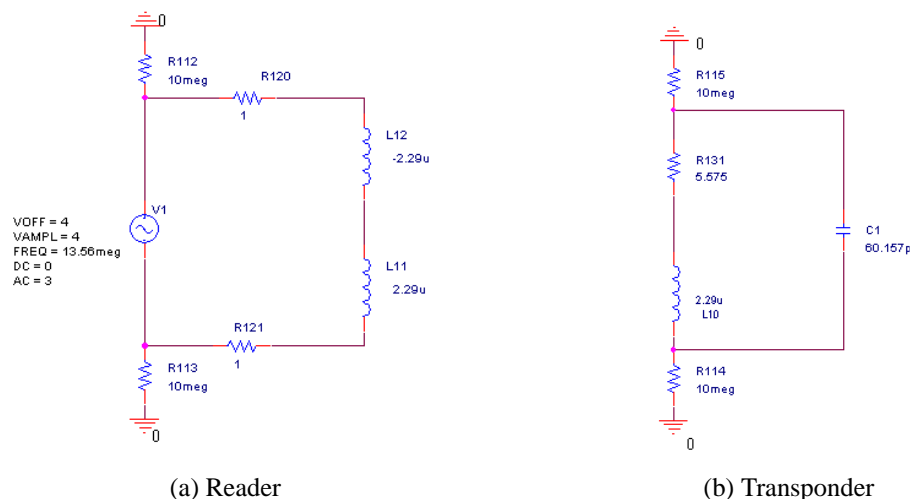 0
R112
10meg
R120
1
L12
-2.29u
V1
VOFF = 4
VAMPL = 4
FREQ = 13.56meg
DC = 0
AC = 3
L11
2.29u
R121
1
R113
10meg
0
(a) Reader
0
R115
10meg
R131
5.575
C1
60.157p
2.29u
L10
R114
10meg
0
(b) Transponder